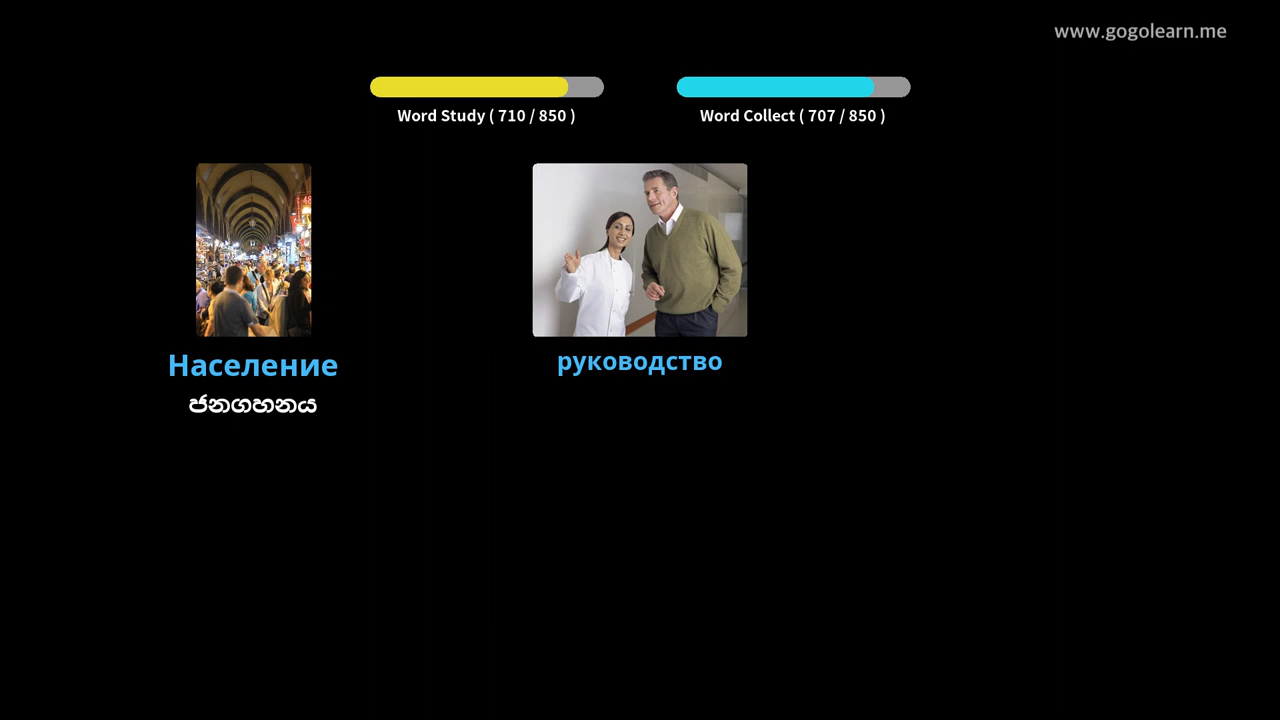 www.gogolearn.me
Word Study ( 710 / 850 )
Word Collect ( 707 / 850 )
Население
ජනගහනය
руководство